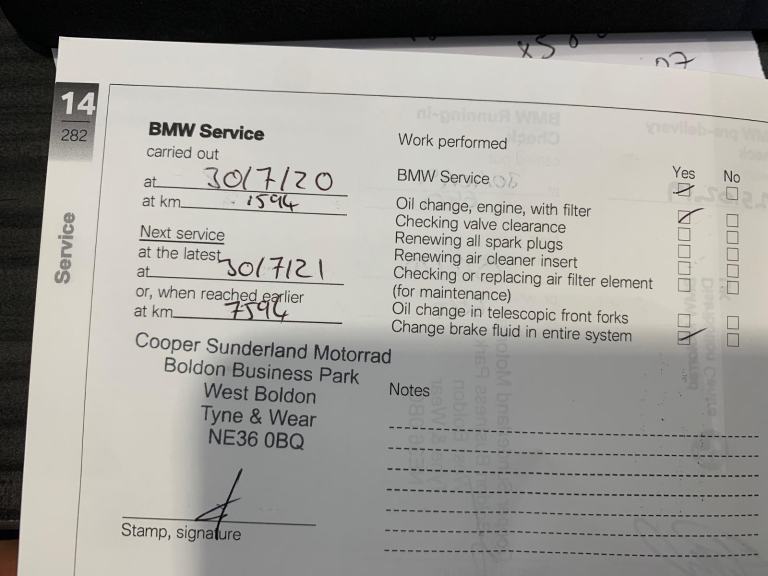 x50
07
14
282
Service
BMW Service
carried out
at 30/7/20
at km 1594
Next service
at the latest
at 30/7/21
or, when reached earlier
at km 7594
Cooper Sunderland Motorrad
Boldon Business Park
West Boldon
Tyne & Wear
NE36 0BQ
Stamp, signature
Work performed
Yes No
BMW Service
Oil change, engine, with filter
Checking valve clearance
Renewing all spark plugs
Renewing air cleaner insert
Checking or replacing air filter element
(for maintenance)
Oil change in telescopic front forks
Change brake fluid in entire system
Notes